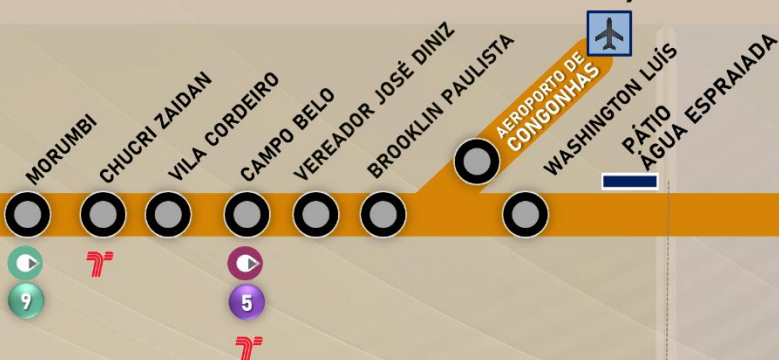 MORUMBI
CHUCRI ZAIDAN
VILA CORDEIRO
CAMPO BELO
VEREADOR JOSÉ DINIZ
BROOKLIN PAULISTA
AEROPORTO DE
CONGONHAS
WASHINGTON LUÍS
PÁTIO
ÁGUA ESPRAIADA
9
5